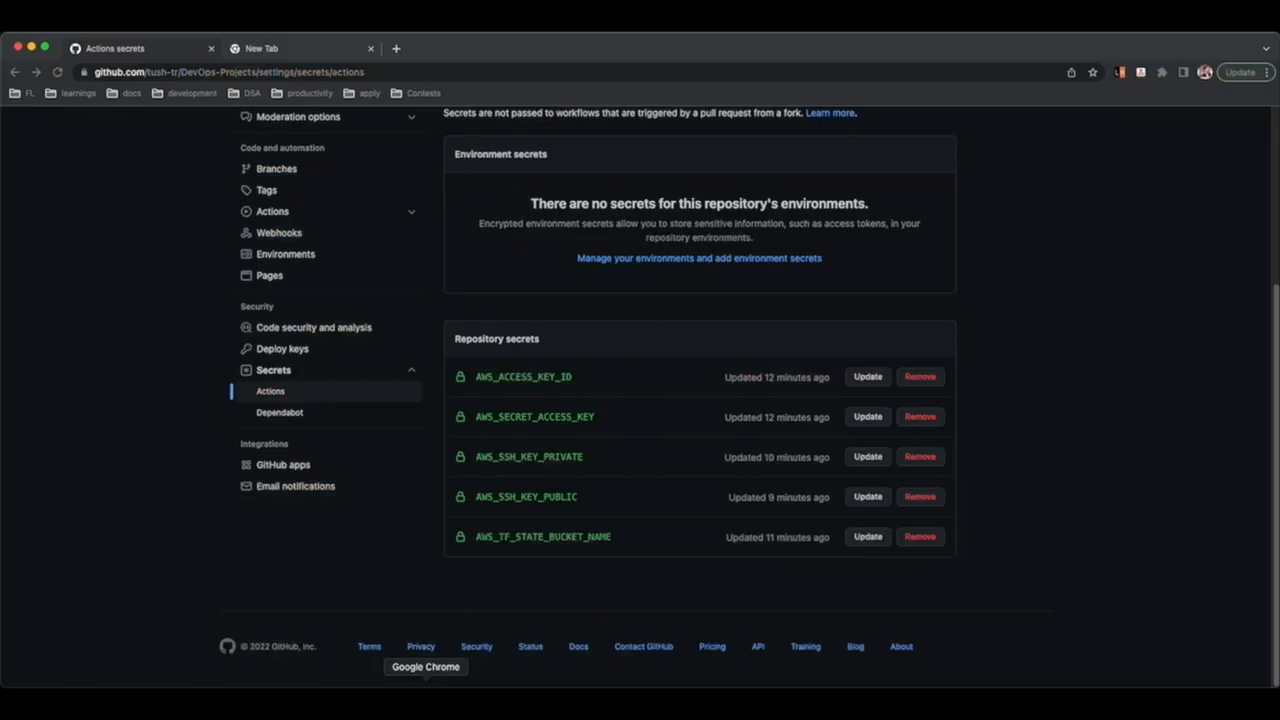 Actions secrets
New Tab
github.com/tush-tr/DevOps-Projects/settings/secrets/actions
Update
FL
learnings
docs
development
DSA
productivity
apply
Contests
Moderation options
Code and automation
Branches
Tags
Actions
Webhooks
Environments
Pages
Security
Code security and analysis
Deploy keys
Secrets
Actions
Dependabot
Integrations
GitHub apps
Email notifications
Secrets are not passed to workflows that are triggered by a pull request from a fork. Learn more.
Environment secrets
There are no secrets for this repository's environments.
Encrypted environment secrets allow you to store sensitive information, such as access tokens, in your
repository environments.
Manage your environments and add environment secrets
Repository secrets
AWS_ACCESS_KEY_ID Updated 12 minutes ago Update Remove
AWS_SECRET_ACCESS_KEY Updated 12 minutes ago Update Remove
AWS_SSH_KEY_PRIVATE Updated 10 minutes ago Update Remove
AWS_SSH_KEY_PUBLIC Updated 9 minutes ago Update Remove
AWS_TF_STATE_BUCKET_NAME Updated 11 minutes ago Update Remove
© 2022 GitHub, Inc. Terms Privacy Security Status Docs Contact GitHub Pricing API Training Blog About
Google Chrome